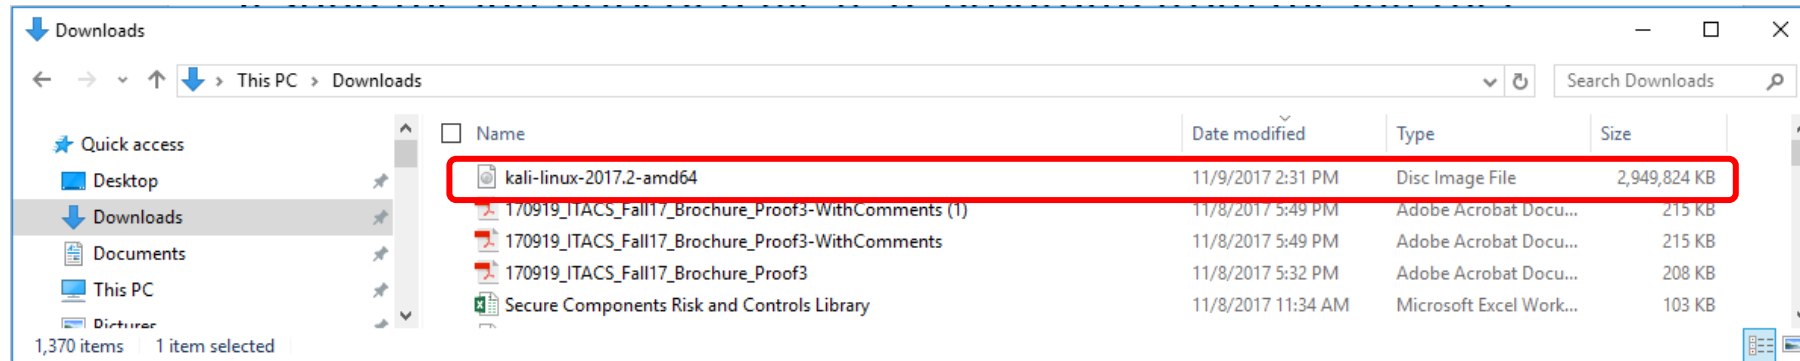 Downloads
This PC > Downloads
Search Downloads
Quick access
Desktop
Downloads
Documents
This PC
Pictures
Name Date modified Type Size
kali-linux-2017.2-amd64 11/9/2017 2:31 PM Disc Image File 2,949,824 KB
170919_ITACS_Fall17_Brochure_Proof3-WithComments (1) 11/8/2017 5:49 PM Adobe Acrobat Docu... 215 KB
170919_ITACS_Fall17_Brochure_Proof3-WithComments 11/8/2017 5:49 PM Adobe Acrobat Docu... 215 KB
170919_ITACS_Fall17_Brochure_Proof3 11/8/2017 5:32 PM Adobe Acrobat Docu... 208 KB
Secure Components Risk and Controls Library 11/8/2017 11:34 AM Microsoft Excel Work... 103 KB
1,370 items 1 item selected